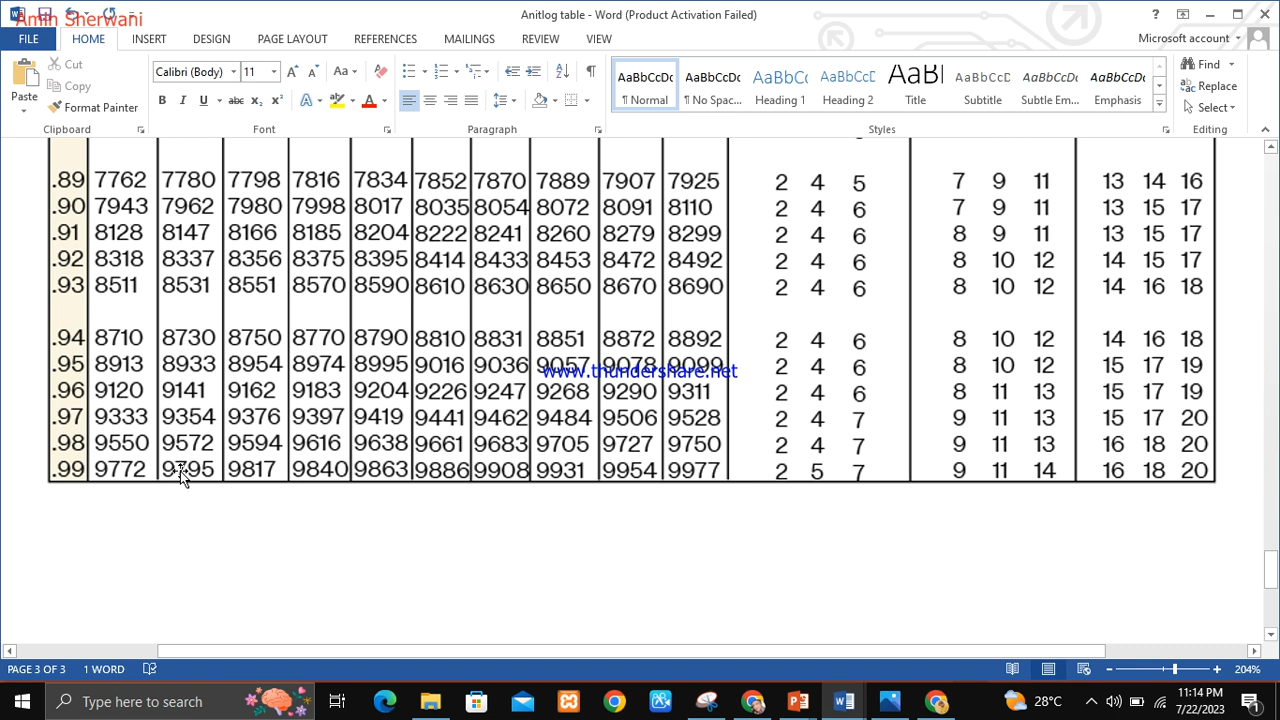 Amin Sherwani
Anitlog table - Word (Product Activation Failed)
FILE HOME INSERT DESIGN PAGE LAYOUT REFERENCES MAILINGS REVIEW VIEW Microsoft account
Paste Cut Calibri (Body) 11 Aa AaBbCcDc AaBbCcDc AaBbCc AaBbCcC AaBl AaBbCcC AaBbCcDc AaBbCcDc Find
Copy Replace
Format Painter B I U abc x₂ x² A ¶ Normal ¶ No Spac... Heading 1 Heading 2 Title Subtitle Subtle Em... Emphasis Select
Clipboard Font Paragraph Styles Editing
.89 7762 7780 7798 7816 7834 7852 7870 7889 7907 7925 2 4 5 7 9 11 13 14 16
.90 7943 7962 7980 7998 8017 8035 8054 8072 8091 8110 2 4 6 7 9 11 13 15 17
.91 8128 8147 8166 8185 8204 8222 8241 8260 8279 8299 2 4 6 8 9 11 13 15 17
.92 8318 8337 8356 8375 8395 8414 8433 8453 8472 8492 2 4 6 8 10 12 14 15 17
.93 8511 8531 8551 8570 8590 8610 8630 8650 8670 8690 2 4 6 8 10 12 14 16 18
.94 8710 8730 8750 8770 8790 8810 8831 8851 8872 8892 2 4 6 8 10 12 14 16 18
.95 8913 8933 8954 8974 8995 9016 9036 9057 9078 9099 2 4 6 8 10 12 15 17 19
www.thundershare.net
.96 9120 9141 9162 9183 9204 9226 9247 9268 9290 9311 2 4 6 8 11 13 15 17 19
.97 9333 9354 9376 9397 9419 9441 9462 9484 9506 9528 2 4 7 9 11 13 15 17 20
.98 9550 9572 9594 9616 9638 9661 9683 9705 9727 9750 2 4 7 9 11 13 16 18 20
.99 9772 9795 9817 9840 9863 9886 9908 9931 9954 9977 2 5 7 9 11 14 16 18 20
PAGE 3 OF 3 1 WORD 204%
Type here to search 28°C 11:14 PM
7/22/2023